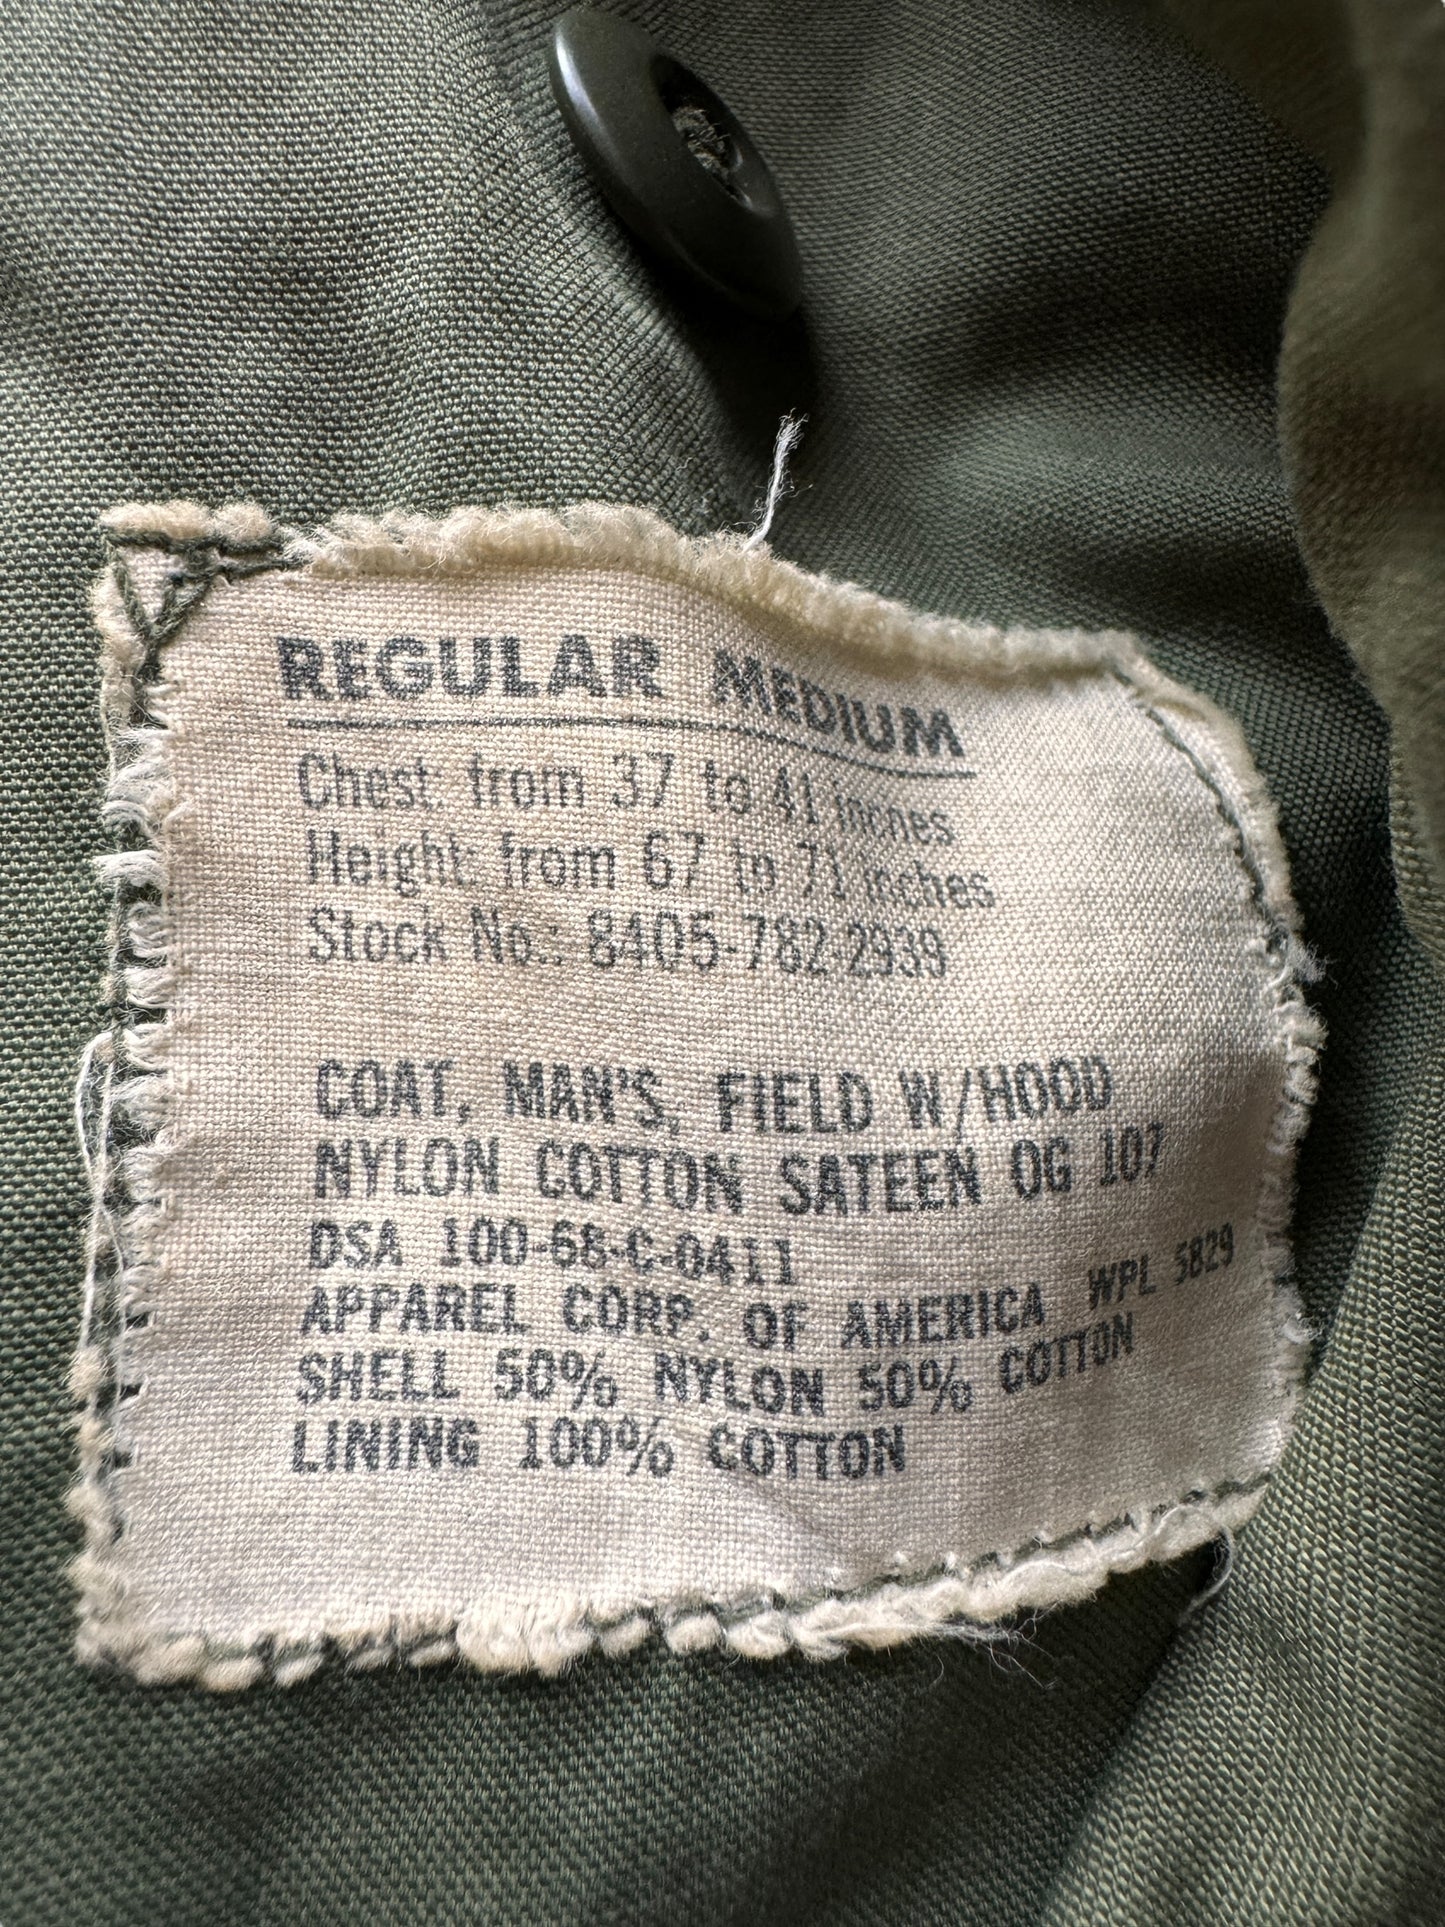 REGULAR MEDIUM
Chest: from 37 to 41 inches
Height: from 67 to 71 inches
Stock No.: 8405-782-2939
COAT, MAN'S, FIELD W/HOOD
NYLON COTTON SATEEN OG 107
DSA 100-68-C-0411
APPAREL CORP. OF AMERICA WPL 5829
SHELL 50% NYLON 50% COTTON
LINING 100% COTTON